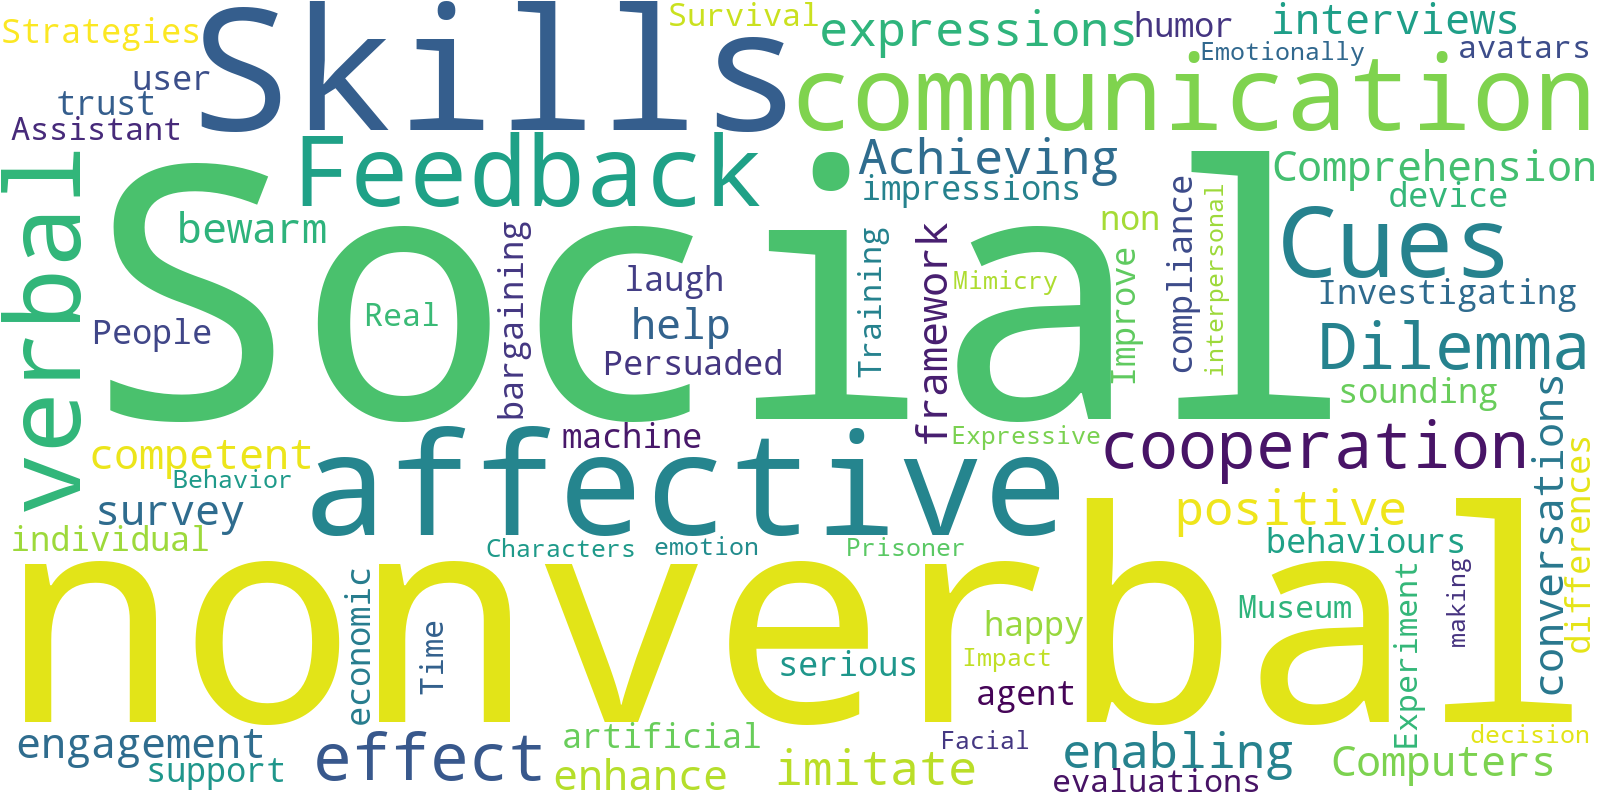 Strategies
Skills
Survival
expressions
humor
interviews
Emotionally
avatars
user
trust
Assistant
communication
verbal
Feedback
Achieving
impressions
Comprehension
device
bewarm
Social
bargaining
laugh
help
Persuaded
Training
framework
Mimicry
non
Improve
compliance
interpersonal
Cues
Investigating
Dilemma
sounding
People
Real
machine
Expressive
cooperation
conversations
differences
competent
Behavior
survey
individual
affective
Characters
emotion
Prisoner
positive
behaviours
nonverbal
economic
Time
serious
happy
Impact
agent
Museum
Experiment
making
engagement
support
effect
artificial
enhance
imitate
Facial
enabling
evaluations
Computers
decision